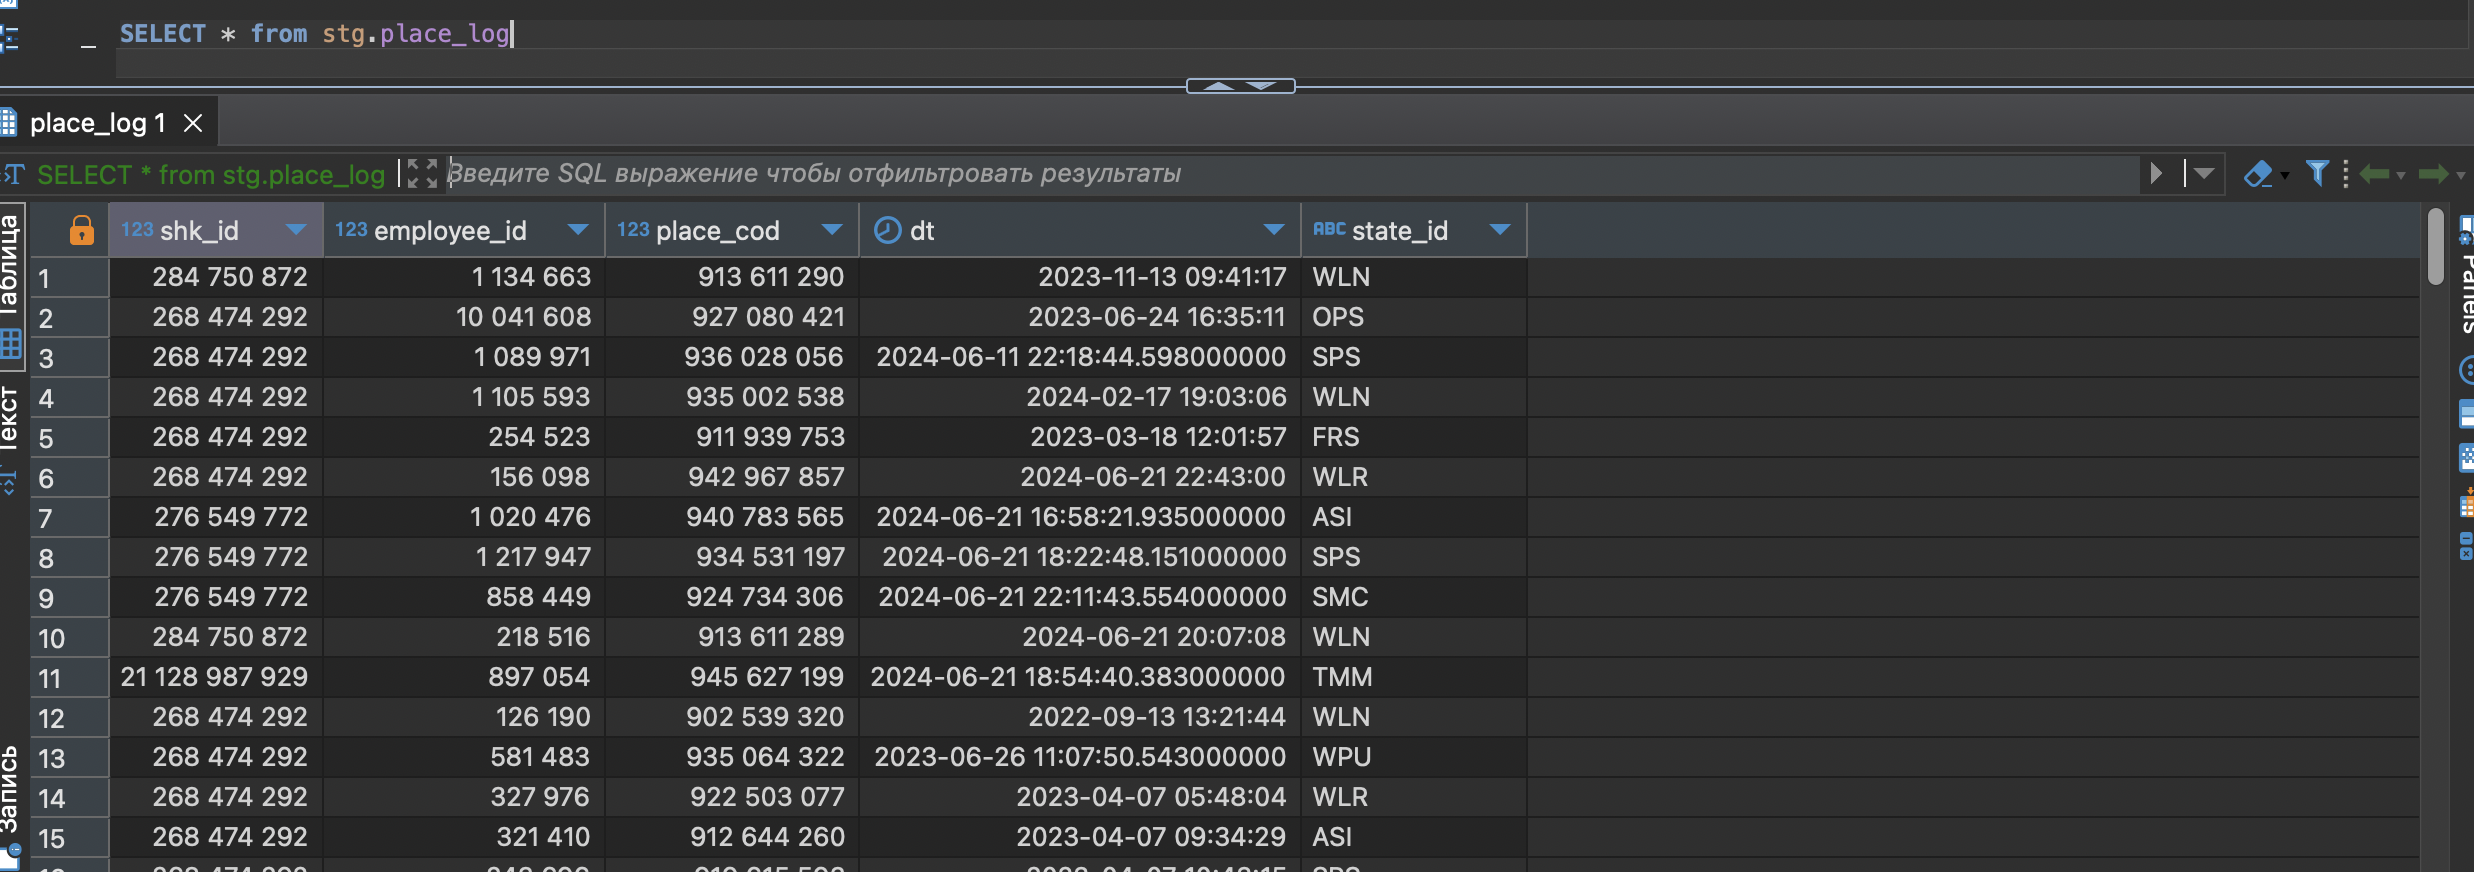 SELECT * from stg.place_log
place_log 1
SELECT * from stg.place_log Введите SQL выражение чтобы отфильтровать результаты
123 shk_id 123 employee_id 123 place_cod dt ABC state_id
1 284 750 872 1 134 663 913 611 290 2023-11-13 09:41:17 WLN
2 268 474 292 10 041 608 927 080 421 2023-06-24 16:35:11 OPS
3 268 474 292 1 089 971 936 028 056 2024-06-11 22:18:44.598000000 SPS
4 268 474 292 1 105 593 935 002 538 2024-02-17 19:03:06 WLN
5 268 474 292 254 523 911 939 753 2023-03-18 12:01:57 FRS
6 268 474 292 156 098 942 967 857 2024-06-21 22:43:00 WLR
7 276 549 772 1 020 476 940 783 565 2024-06-21 16:58:21.935000000 ASI
8 276 549 772 1 217 947 934 531 197 2024-06-21 18:22:48.151000000 SPS
9 276 549 772 858 449 924 734 306 2024-06-21 22:11:43.554000000 SMC
10 284 750 872 218 516 913 611 289 2024-06-21 20:07:08 WLN
11 21 128 987 929 897 054 945 627 199 2024-06-21 18:54:40.383000000 TMM
12 268 474 292 126 190 902 539 320 2022-09-13 13:21:44 WLN
13 268 474 292 581 483 935 064 322 2023-06-26 11:07:50.543000000 WPU
14 268 474 292 327 976 922 503 077 2023-04-07 05:48:04 WLR
15 268 474 292 321 410 912 644 260 2023-04-07 09:34:29 ASI
Таблица
Текст
Запись
Panels